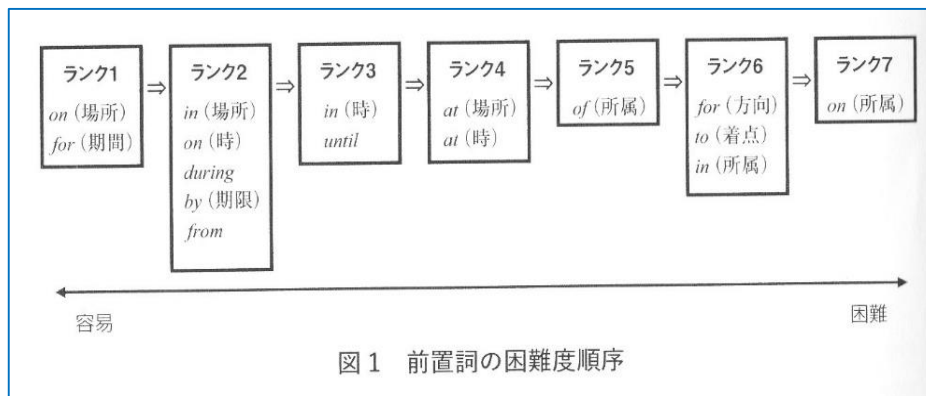 ランク1
on (場所)
for (期間)
⇒
ランク2
in (場所)
on (時)
during
by (期限)
from
⇒
ランク3
in (時)
until
⇒
ランク4
at (場所)
at (時)
⇒
ランク5
of (所属)
⇒
ランク6
for (方向)
to (着点)
in (所属)
⇒
ランク7
on (所属)
容易
困難
図1 前置詞の困難度順序